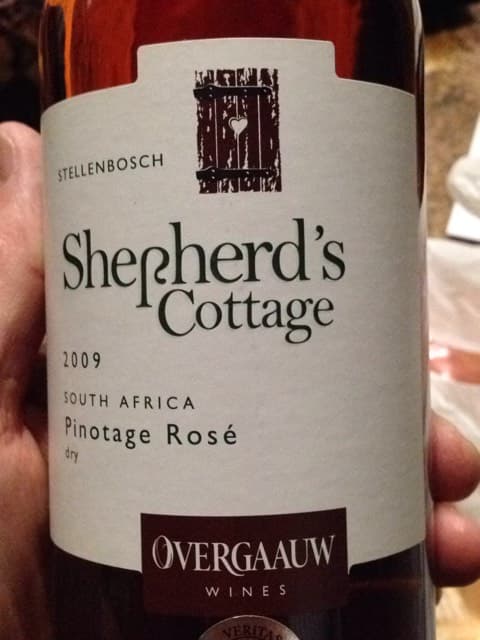 STELLENBOSCH
Shepherd's
Cottage
2009
SOUTH AFRICA
Pinotage Rosé
dry
OVERGAAUW
WINES